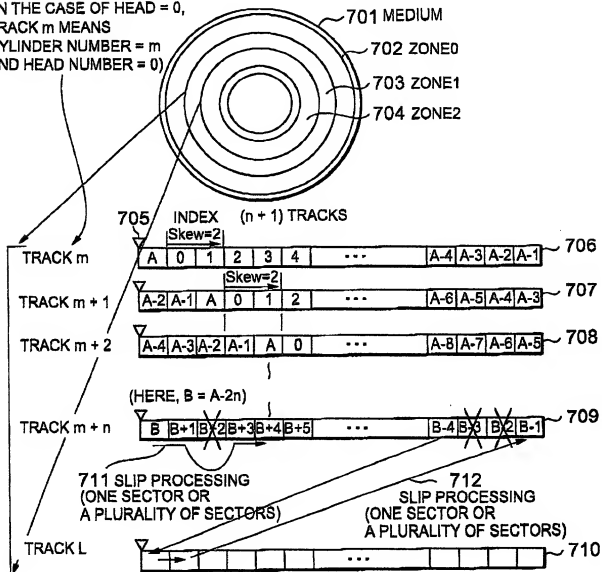 N THE CASE OF HEAD = 0,
RACK m MEANS
YLINDER NUMBER = m
ND HEAD NUMBER = 0)
701 MEDIUM
702 ZONE0
703 ZONE1
704 ZONE2
705
INDEX
(n + 1) TRACKS
Skew=2
TRACK m
A 0 1 2 3 4 ••• A-4 A-3 A-2 A-1
706
Skew=2
TRACK m + 1
A-2 A-1 A 0 1 2 ••• A-6 A-5 A-4 A-3
707
TRACK m + 2
A-4 A-3 A-2 A-1 A 0 ••• A-8 A-7 A-6 A-5
708
(HERE, B = A-2n)
TRACK m + n
B B+1 B+2 B+3 B+4 B+5 ••• B-4 B-3 B-2 B-1
709
711 SLIP PROCESSING
(ONE SECTOR OR
A PLURALITY OF SECTORS)
712
SLIP PROCESSING
(ONE SECTOR OR
A PLURALITY OF SECTORS)
TRACK L
•••
710